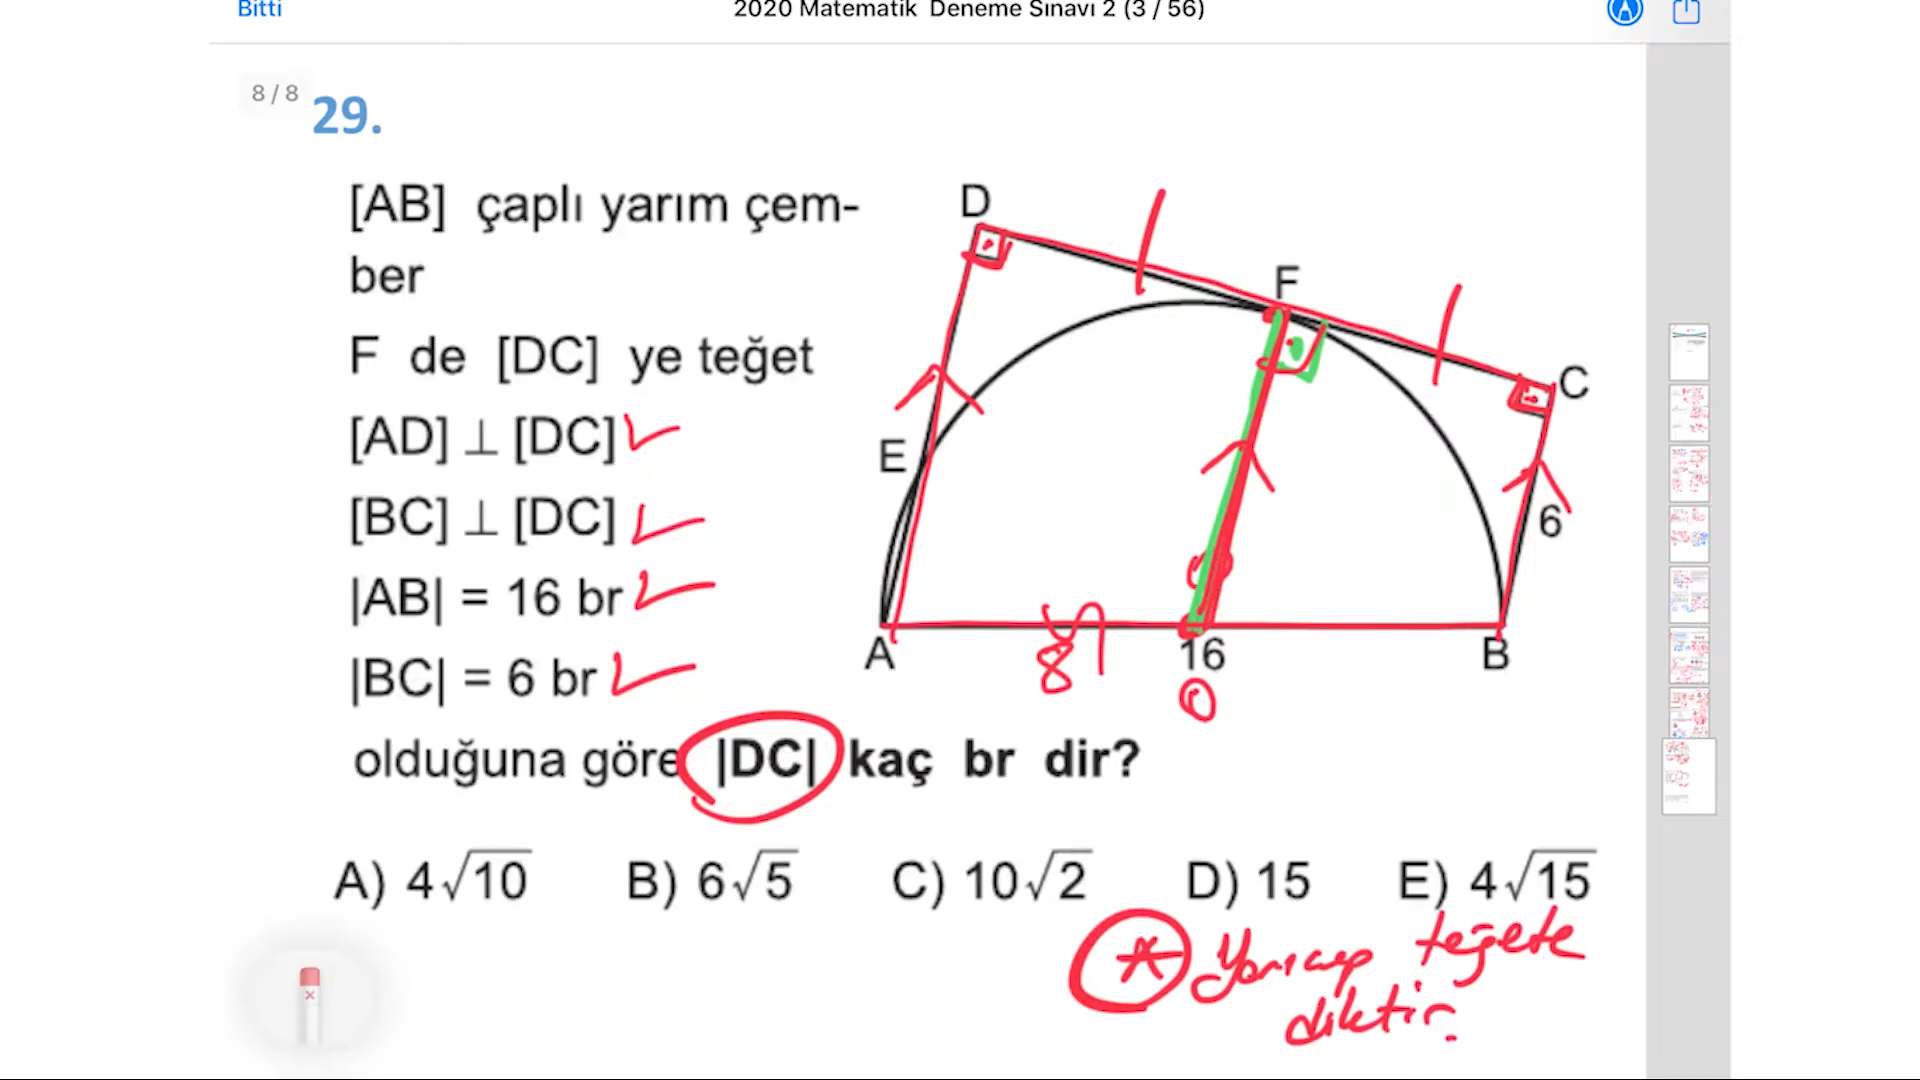 Bitti
2020 Matematik Deneme Sınavı 2 (3 / 56)
8 / 8
29.
[AB] çaplı yarım çem-
ber
F de [DC] ye teğet
[AD] ⊥ [DC]
[BC] ⊥ [DC]
|AB| = 16 br
|BC| = 6 br
olduğuna göre |DC| kaç br dir?
D
F
C
E
6
A
16
B
8
O
A) 4√10 B) 6√5 C) 10√2 D) 15 E) 4√15
Yarıçap teğete
diktir.